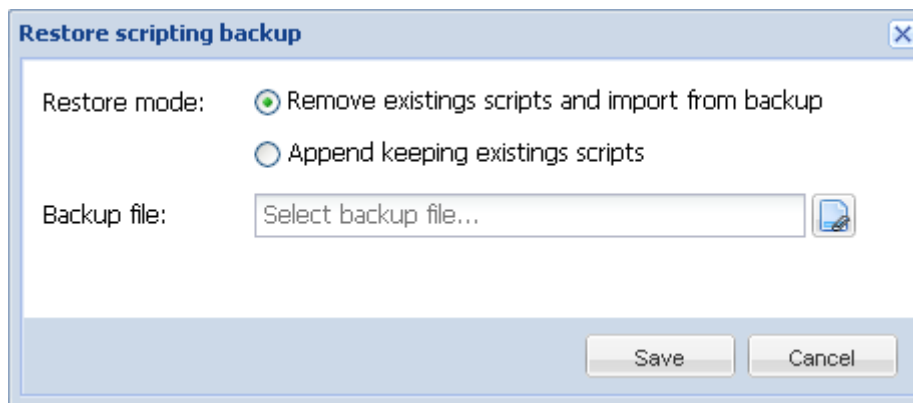 Restore scripting backup
Restore mode:
Remove existings scripts and import from backup
Append keeping existings scripts
Backup file:
Select backup file...
Save
Cancel